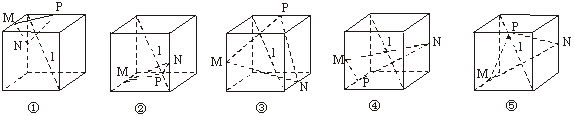 M P N l
M N P l
P M N l
M P N l
P N M l
① ② ③ ④ ⑤